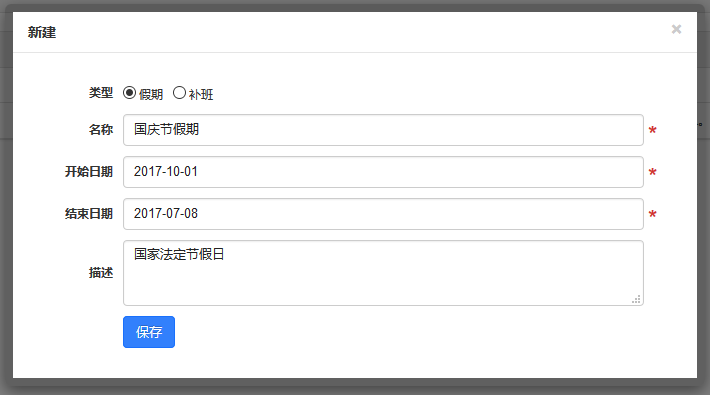 新建 ×
类型 假期 补班
名称 国庆节假期 *
开始日期 2017-10-01 *
结束日期 2017-07-08 *
描述 国家法定节假日
保存